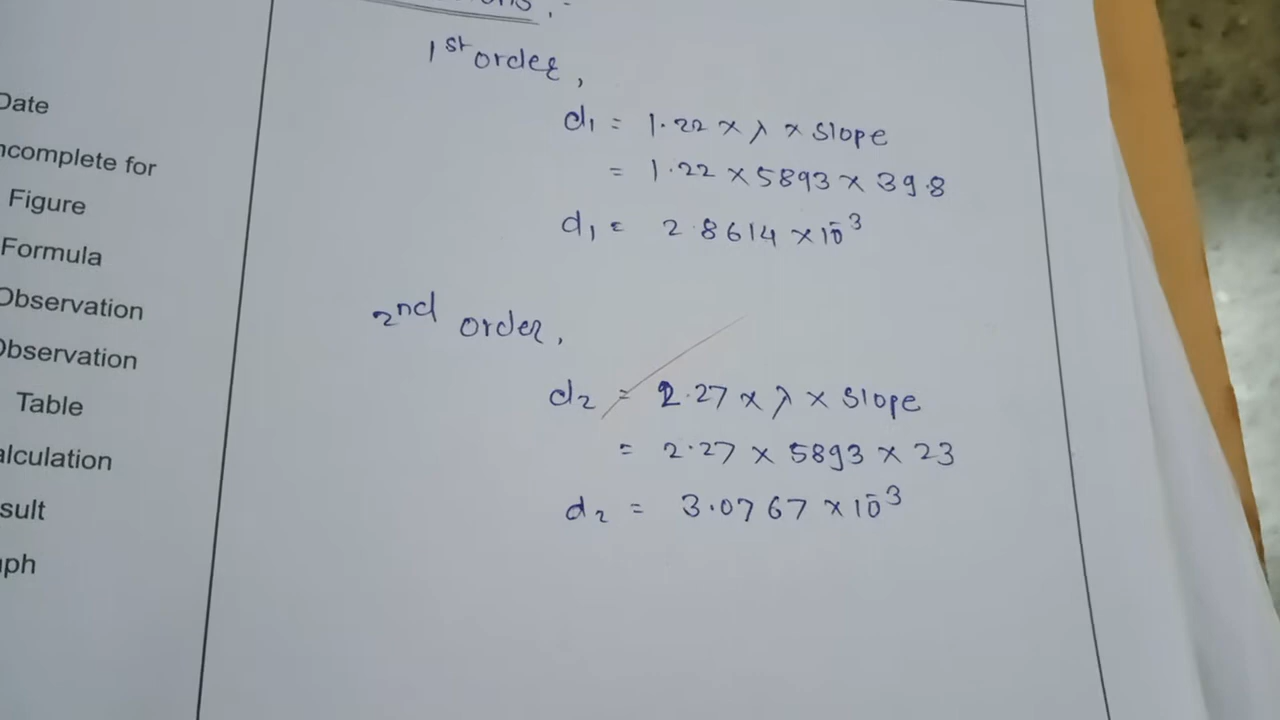 1st order,
d1 = 1.22 × λ × slope
= 1.22 × 5893 × 39.8
d1 = 2.8614 × 10^-3
2nd order,
d2 = 2.27 × λ × slope
= 2.27 × 5893 × 23
d2 = 3.0767 × 10^-3
Date
ncomplete for
Figure
Formula
Observation
Observation
Table
alculation
sult
ph